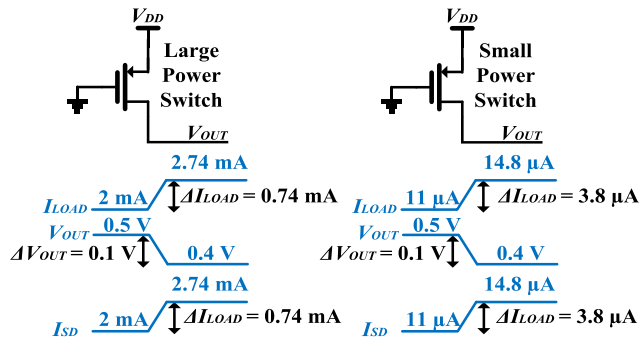 VDD
Large
Power
Switch
VOUT
2.74 mA
ILOAD 2 mA ΔILOAD = 0.74 mA
VOUT 0.5 V
ΔVOUT = 0.1 V 0.4 V
2.74 mA
ISD 2 mA ΔILOAD = 0.74 mA
VDD
Small
Power
Switch
VOUT
14.8 µA
ILOAD 11 µA ΔILOAD = 3.8 µA
VOUT 0.5 V
ΔVOUT = 0.1 V 0.4 V
14.8 µA
ISD 11 µA ΔILOAD = 3.8 µA